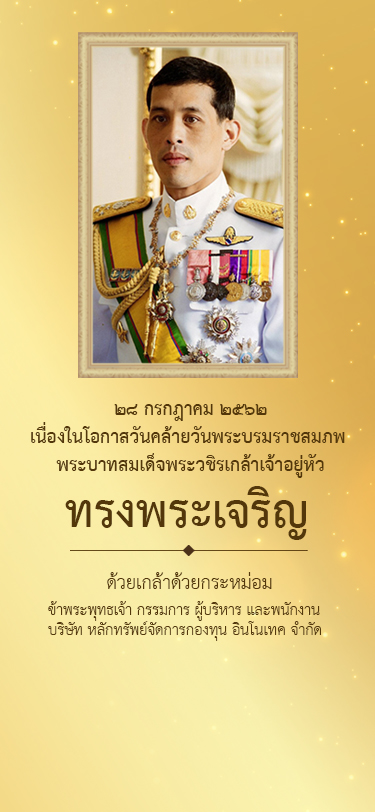 ๒๘ กรกฎาคม ๒๕๖๒
เนื่องในโอกาสวันคล้ายวันพระบรมราชสมภพ
พระบาทสมเด็จพระวชิรเกล้าเจ้าอยู่หัว
ทรงพระเจริญ
ด้วยเกล้าด้วยกระหม่อม
ข้าพระพุทธเจ้า กรรมการ ผู้บริหาร และพนักงาน
บริษัท หลักทรัพย์จัดการกองทุน อินโนเทค จำกัด